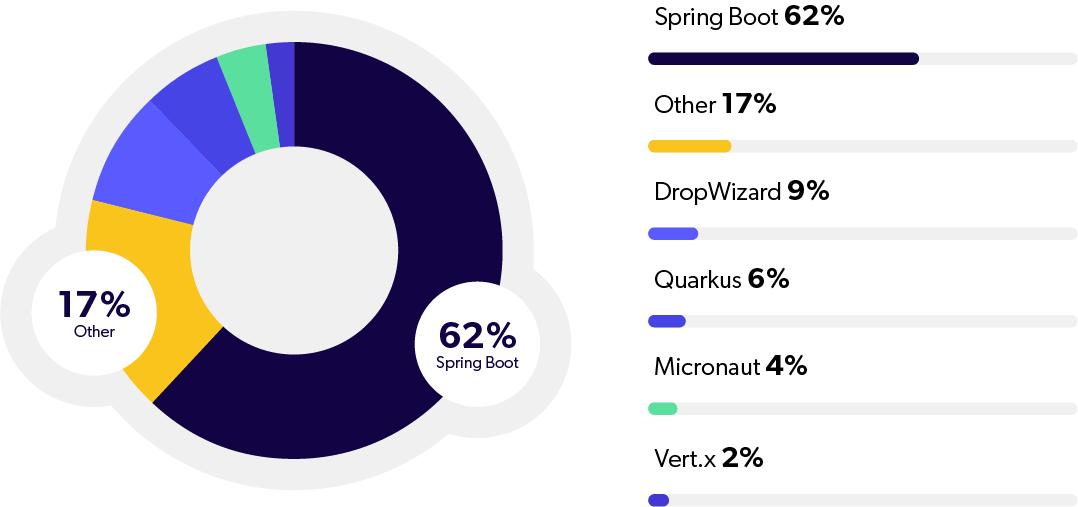 17%
Other
62%
Spring Boot
Spring Boot 62%
Other 17%
DropWizard 9%
Quarkus 6%
Micronaut 4%
Vert.x 2%